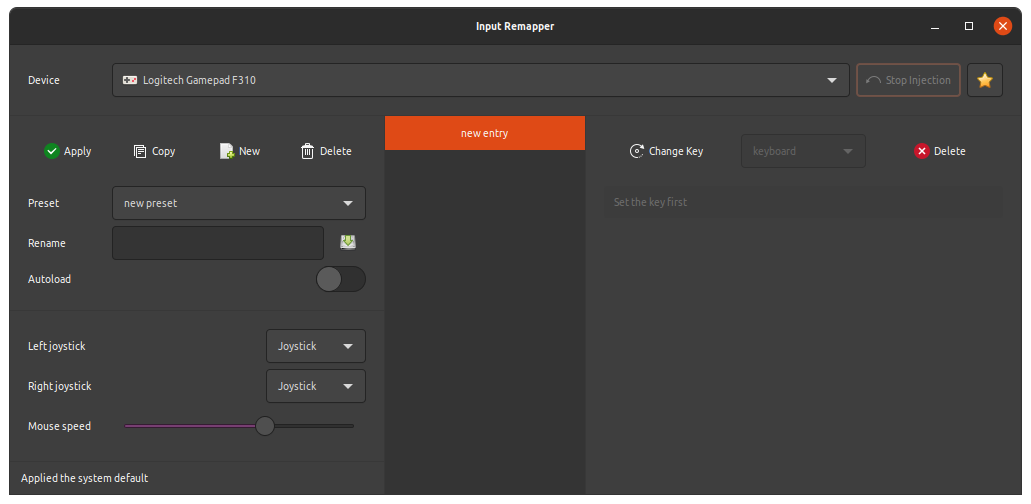 Input Remapper
Device
Logitech Gamepad F310
Stop Injection
Apply
Copy
New
Delete
Preset
new preset
Rename
Autoload
Left joystick
Joystick
Right joystick
Joystick
Mouse speed
Applied the system default
new entry
Change Key
keyboard
Delete
Set the key first